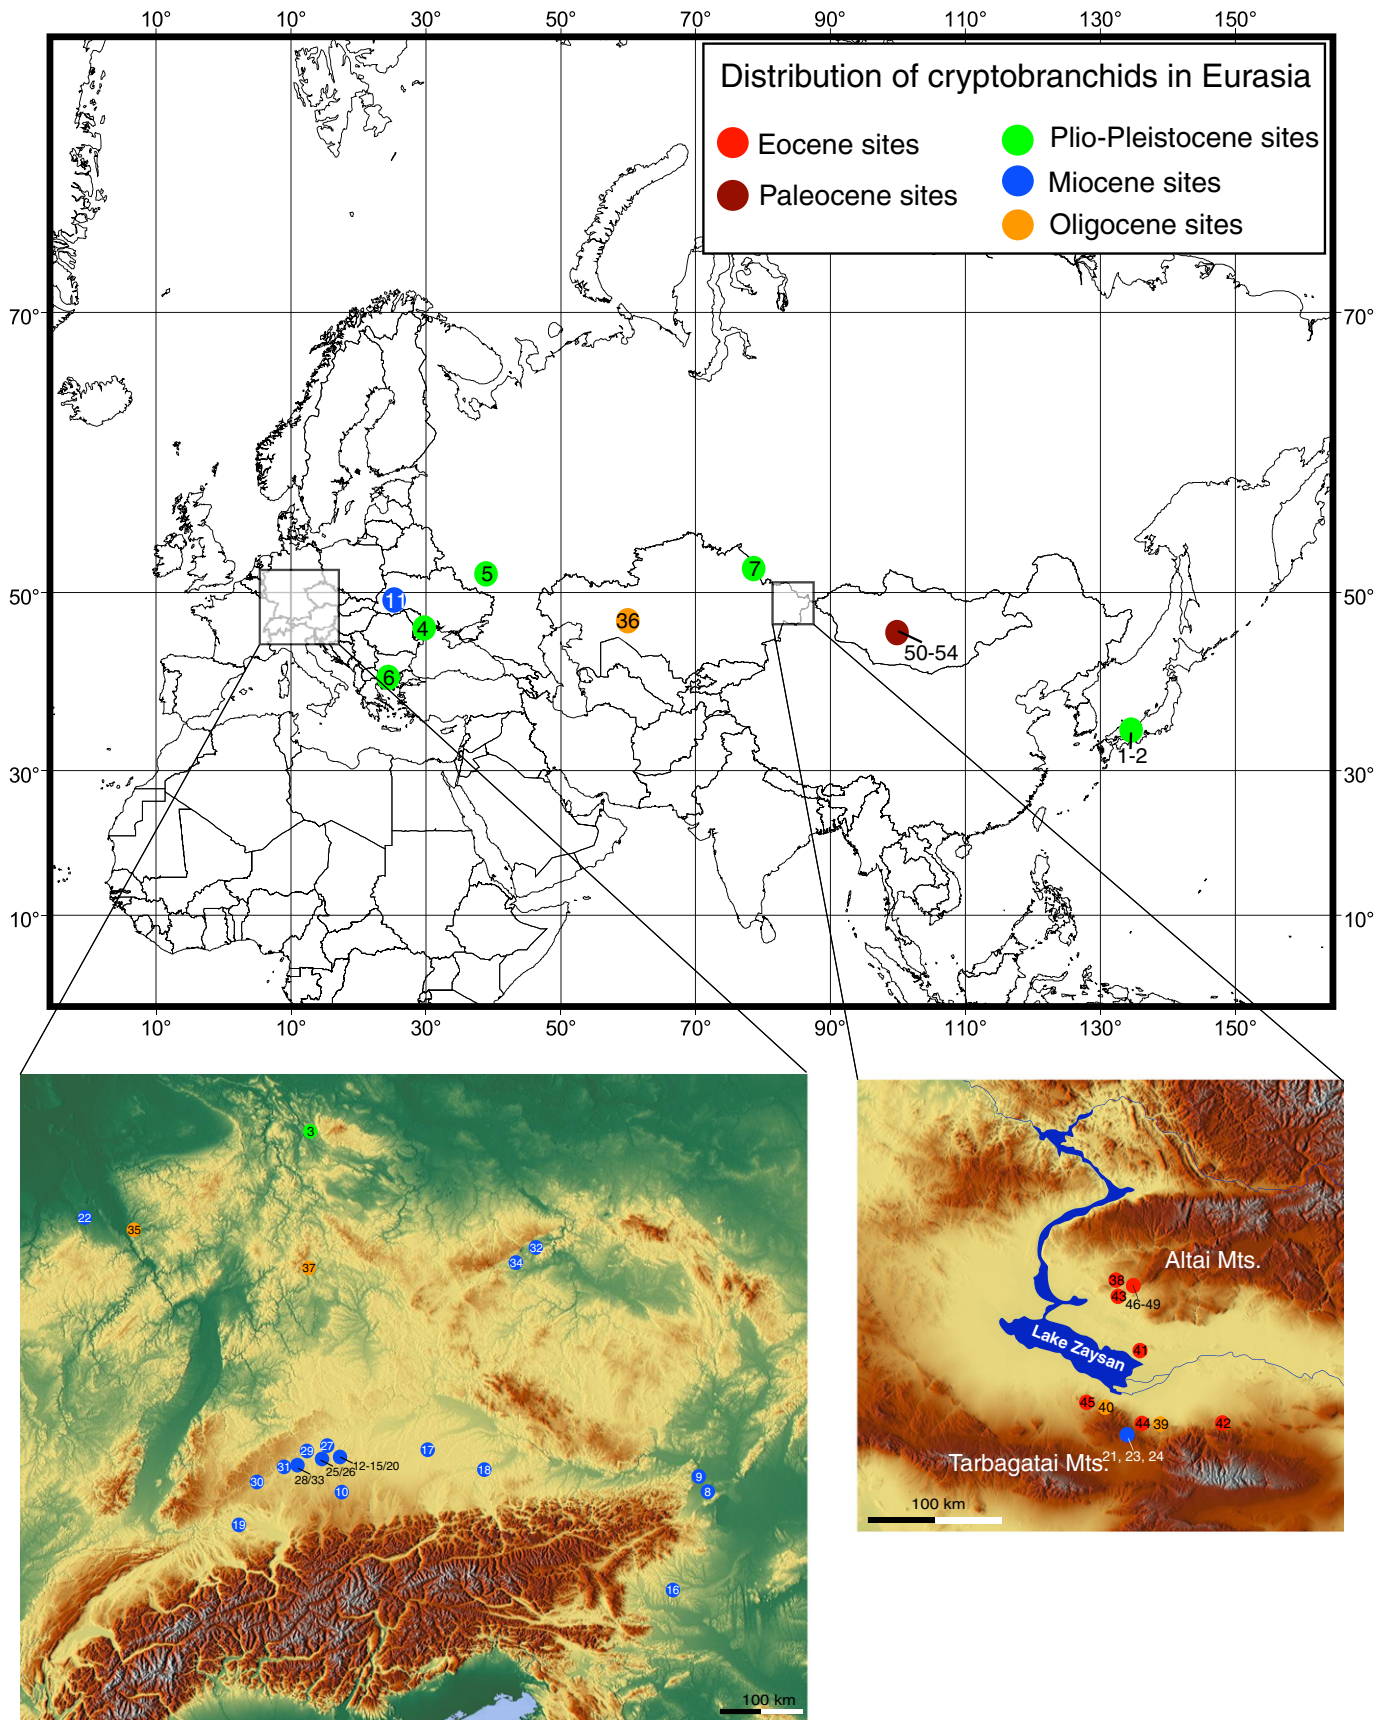 10° 10° 30° 50° 70° 90° 110° 130° 150°
Distribution of cryptobranchids in Eurasia
Eocene sites
Plio-Pleistocene sites
Paleocene sites
Miocene sites
Oligocene sites
70° 70°
50° 50°
30° 30°
10° 10°
5
7
11
4
36
6
50-54
1-2
10° 10° 30° 50° 70° 90° 110° 130° 150°
3
22
35
37
32
34
29
27
17
12-15/20
25/26
31
28/33
30
10
18
9
8
19
16
100 km
Altai Mts.
38
43
46-49
Lake Zaysan
41
45
40
44
39
42
21, 23, 24
Tarbagatai Mts.
100 km